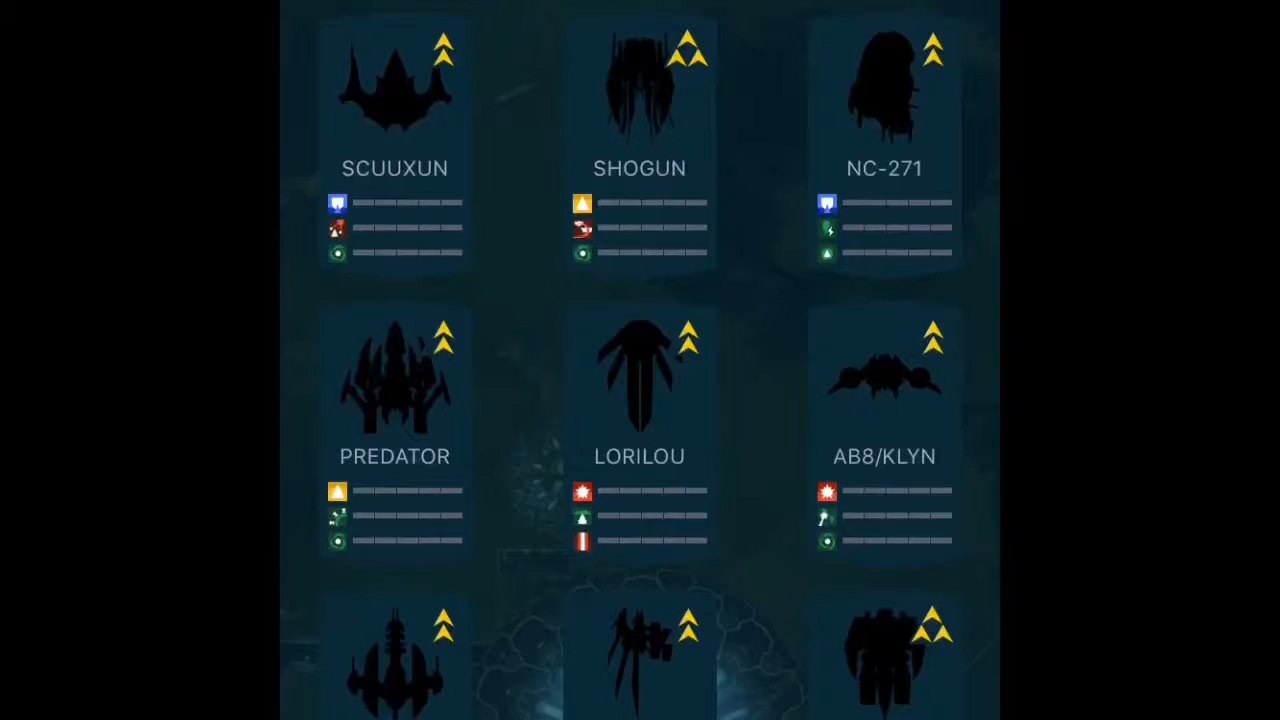 SCUUXUN
SHOGUN
NC-271
PREDATOR
LORILOU
AB8/KLYN